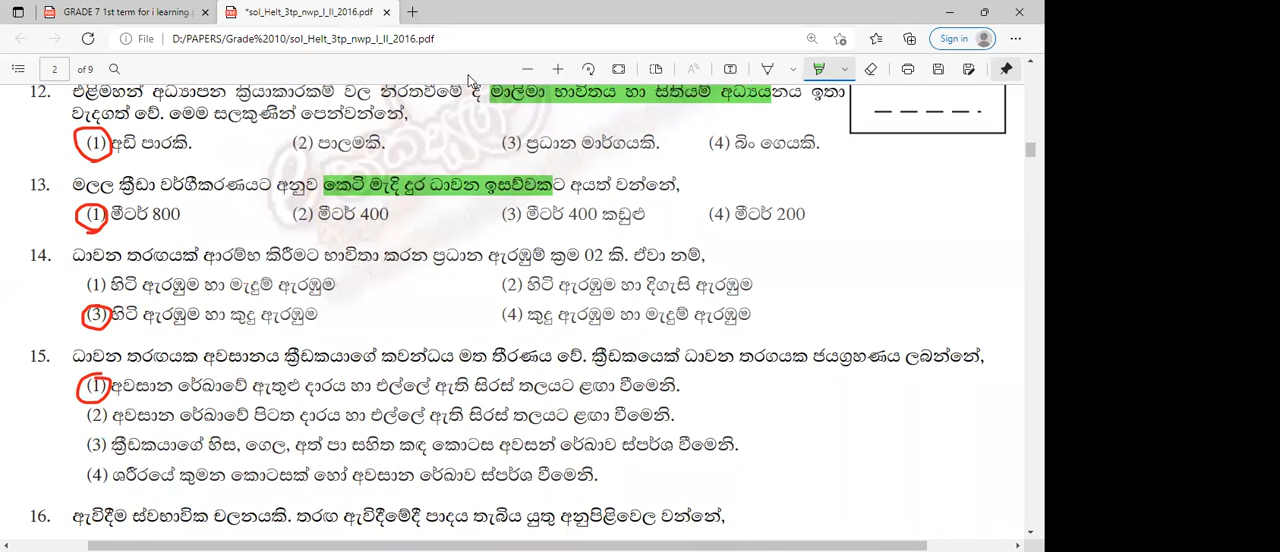 GRADE 7 1st term for i learning.
*sol_Helt_3tp_nwp_I_II_2016.pdf
File D:/PAPERS/Grade%2010/sol_Helt_3tp_nwp_I_II_2016.pdf Sign in
2 of 9
12. එළිමහන් අධ්‍යාපන ක්‍රියාකාරකම් වල නිරතවීමේ දී මාලිමා භාවිතය හා සිතියම් අධ්‍යයනය ඉතා
වැදගත් වේ. මෙම සලකුණින් පෙන්වන්නේ,
(1) අඩි පාරකි. (2) පාලමකි. (3) ප්‍රධාන මාර්ගයකි. (4) බිං ගෙයකි.
13. මලල ක්‍රීඩා වර්ගීකරණයට අනුව කෙටි මැදි දුර ධාවන ඉසව්වකට අයත් වන්නේ,
(1) මීටර් 800 (2) මීටර් 400 (3) මීටර් 400 කඩුළු (4) මීටර් 200
14. ධාවන තරඟයක් ආරම්භ කිරීමට භාවිතා කරන ප්‍රධාන ඇරඹුම් ක්‍රම 02 කි. ඒවා නම්,
(1) හිටි ඇරඹුම හා මැදුම් ඇරඹුම (2) හිටි ඇරඹුම හා දිගැසි ඇරඹුම
(3) හිටි ඇරඹුම හා කුදු ඇරඹුම (4) කුදු ඇරඹුම හා මැදුම් ඇරඹුම
15. ධාවන තරඟයක අවසානය ක්‍රීඩකයාගේ කවන්ධය මත තීරණය වේ. ක්‍රීඩකයෙක් ධාවන තරගයක ජයග්‍රහණය ලබන්නේ,
(1) අවසාන රේඛාවේ ඇතුළු දාරය හා එල්ලේ ඇති සිරස් තලයට ළඟා වීමෙනි.
(2) අවසාන රේඛාවේ පිටත දාරය හා එල්ලේ ඇති සිරස් තලයට ළඟා වීමෙනි.
(3) ක්‍රීඩකයාගේ හිස, ගෙල, අත් පා සහිත කඳ කොටස අවසන් රේඛාව ස්පර්ශ වීමෙනි.
(4) ශරීරයේ කුමන කොටසක් හෝ අවසාන රේඛාව ස්පර්ශ වීමෙනි.
16. ඇවිදීම ස්වභාවික චලනයකි. තරඟ ඇවිදීමේදී පාදය තැබිය යුතු අනුපිළිවෙල වන්නේ,